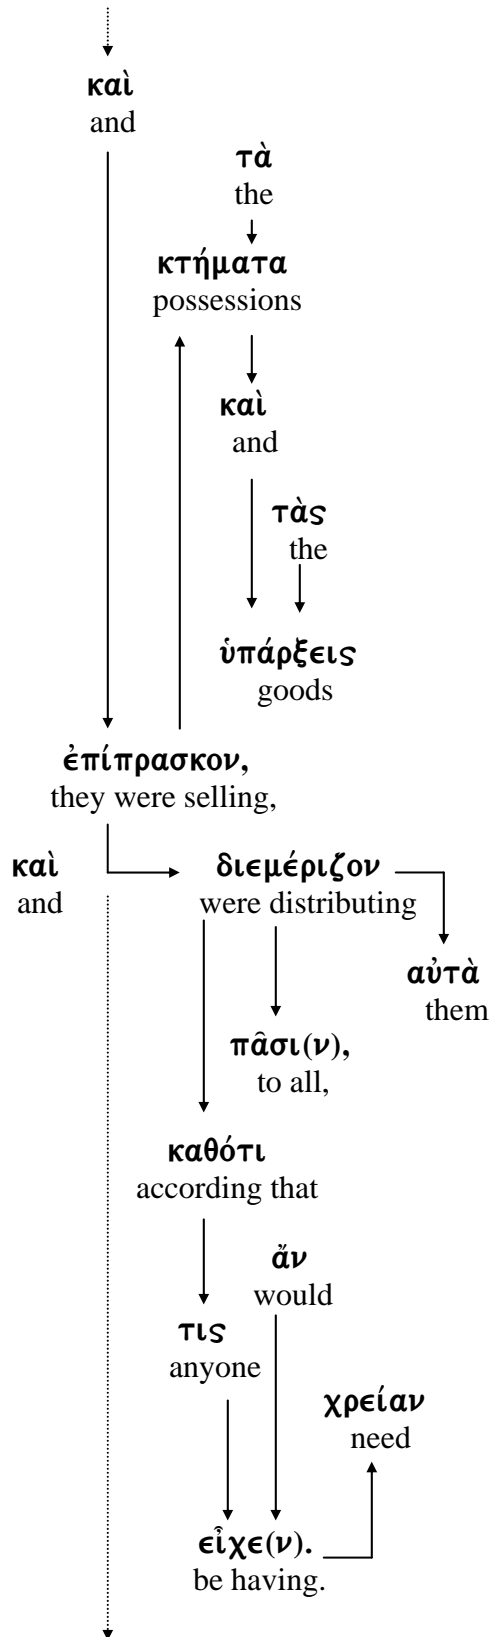 καὶ
and
τὰ
the
κτήματα
possessions
καὶ
and
τὰς
the
ὑπάρξεις
goods
ἐπίπρασκον,
they were selling,
καὶ διεμέριζον
and were distributing
αὐτὰ
them
πᾶσι(ν),
to all,
καθότι
according that
ἄν
would
τις
anyone
χρείαν
need
εἶχε(ν).
be having.